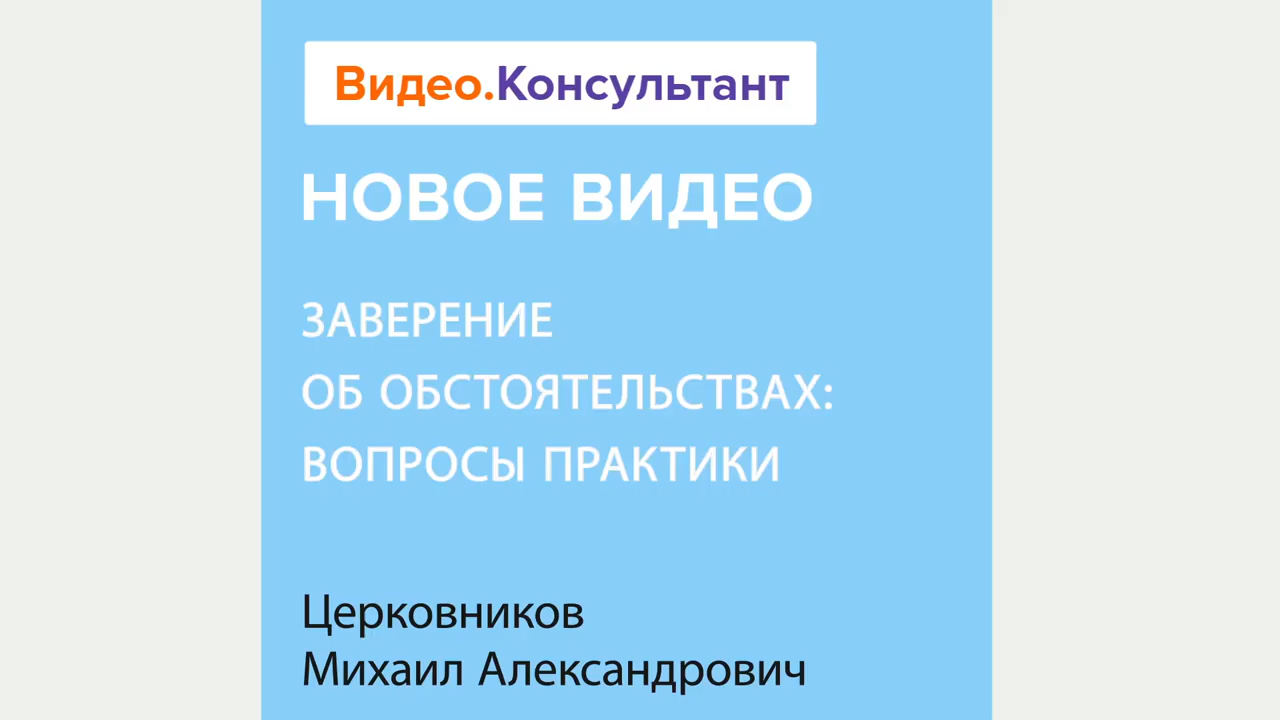 Видео.Консультант
НОВОЕ ВИДЕО
ЗАВЕРЕНИЕ
ОБ ОБСТОЯТЕЛЬСТВАХ:
ВОПРОСЫ ПРАКТИКИ
Церковников
Михаил Александрович